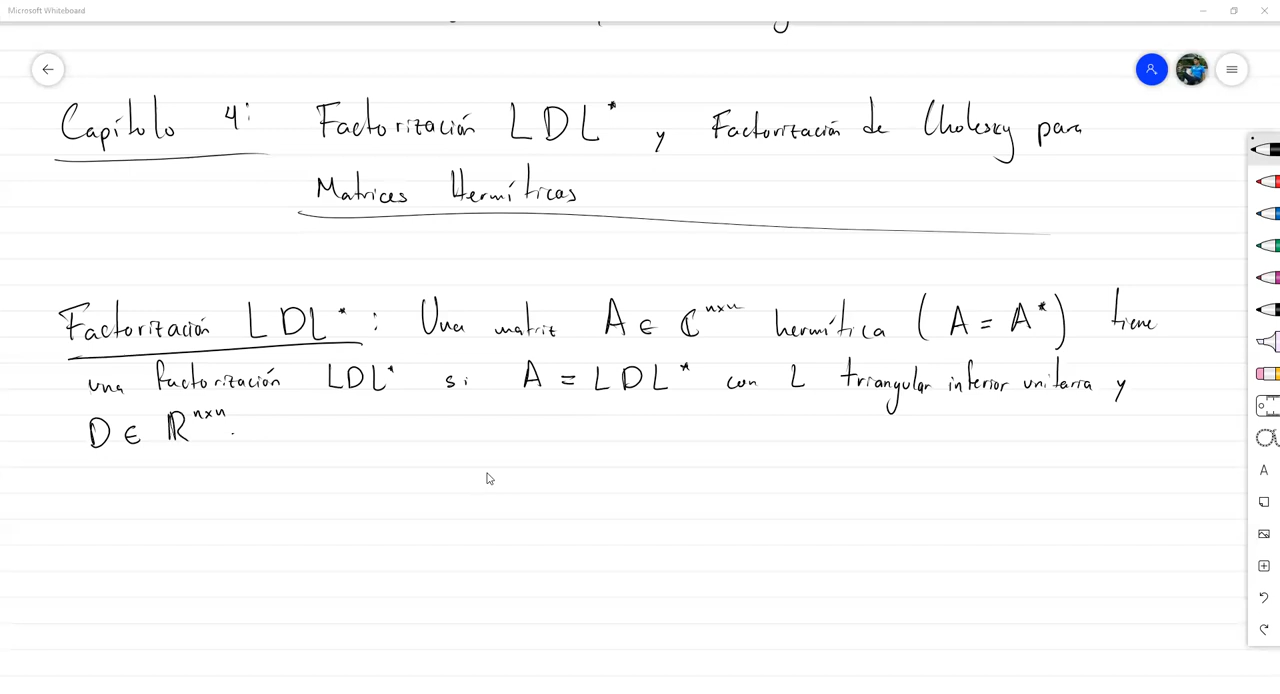 Microsoft Whiteboard
Capítulo 4: Factorización LDL* y Factorización de Cholesky para
Matrices Hermíticas
Factorización LDL*: Una matriz A ∈ ℂⁿˣⁿ hermítica (A = A*) tiene
una factorización LDL* si A = LDL* con L triangular inferior unitaria y
D ∈ ℝⁿˣⁿ.
A